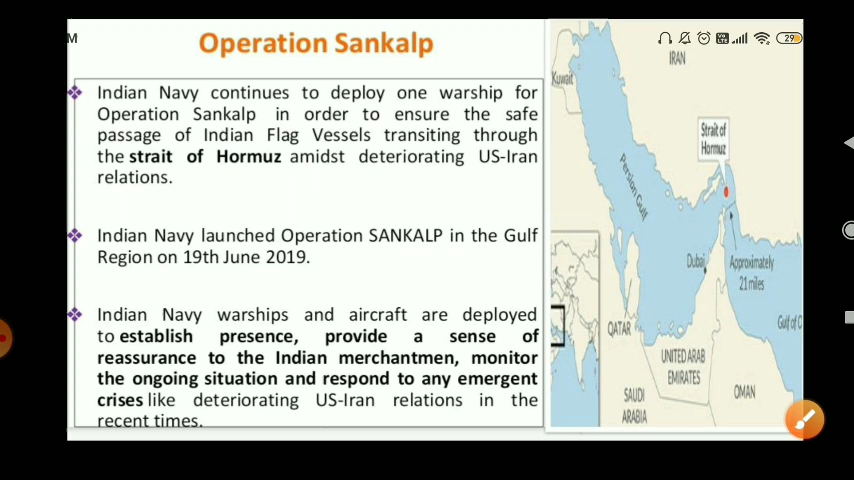 M
29
Operation Sankalp
❖ Indian Navy continues to deploy one warship for
Operation Sankalp in order to ensure the safe
passage of Indian Flag Vessels transiting through
the strait of Hormuz amidst deteriorating US-Iran
relations.
❖ Indian Navy launched Operation SANKALP in the Gulf
Region on 19th June 2019.
❖ Indian Navy warships and aircraft are deployed
to establish presence, provide a sense of
reassurance to the Indian merchantmen, monitor
the ongoing situation and respond to any emergent
crises like deteriorating US-Iran relations in the
recent times.
IRAN
Kuwait
Strait of
Hormuz
Persian Gulf
Dubai
Approximately
21 miles
Gulf of O
QATAR
UNITED ARAB
EMIRATES
SAUDI
ARABIA
OMAN